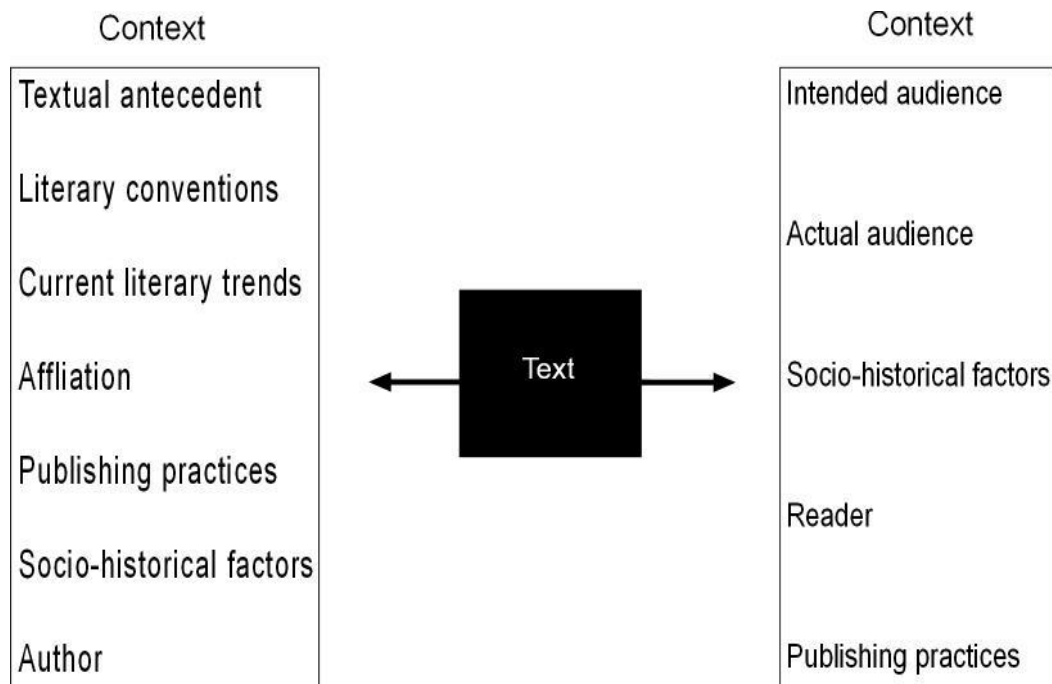 Context
Textual antecedent
Literary conventions
Current literary trends
Affliation
Publishing practices
Socio-historical factors
Author
Text
Context
Intended audience
Actual audience
Socio-historical factors
Reader
Publishing practices